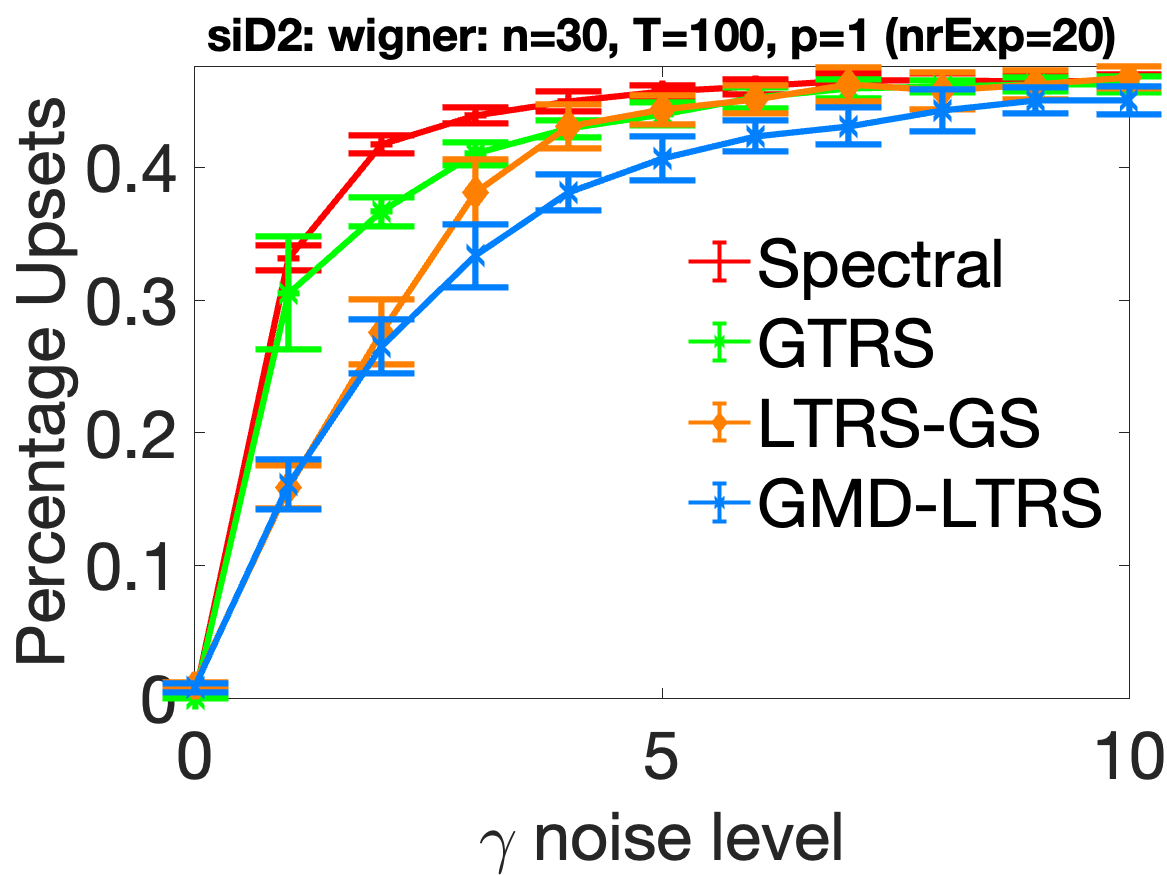 siD2: wigner: n=30, T=100, p=1 (nrExp=20)
Percentage Upsets
0.4
0.3
0.2
0.1
0
Spectral
GTRS
LTRS-GS
GMD-LTRS
0 5 10
γ noise level